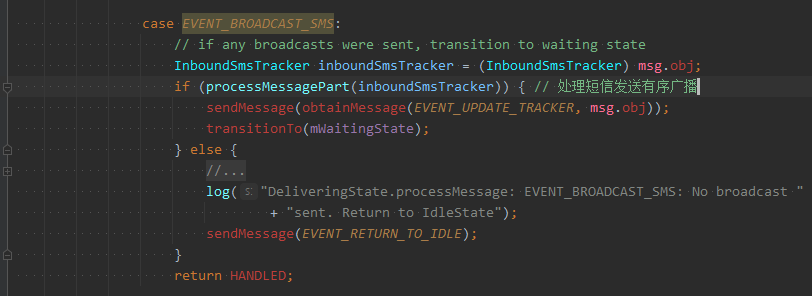 case EVENT_BROADCAST_SMS:
// if any broadcasts were sent, transition to waiting state
InboundSmsTracker inboundSmsTracker = (InboundSmsTracker) msg.obj;
if (processMessagePart(inboundSmsTracker)) { // 处理短信发送有序广播
sendMessage(obtainMessage(EVENT_UPDATE_TRACKER, msg.obj));
transitionTo(mWaitingState);
} else {
//...
log( s: "DeliveringState.processMessage: EVENT_BROADCAST_SMS: No broadcast "
+ "sent. Return to IdleState");
sendMessage(EVENT_RETURN_TO_IDLE);
}
return HANDLED;